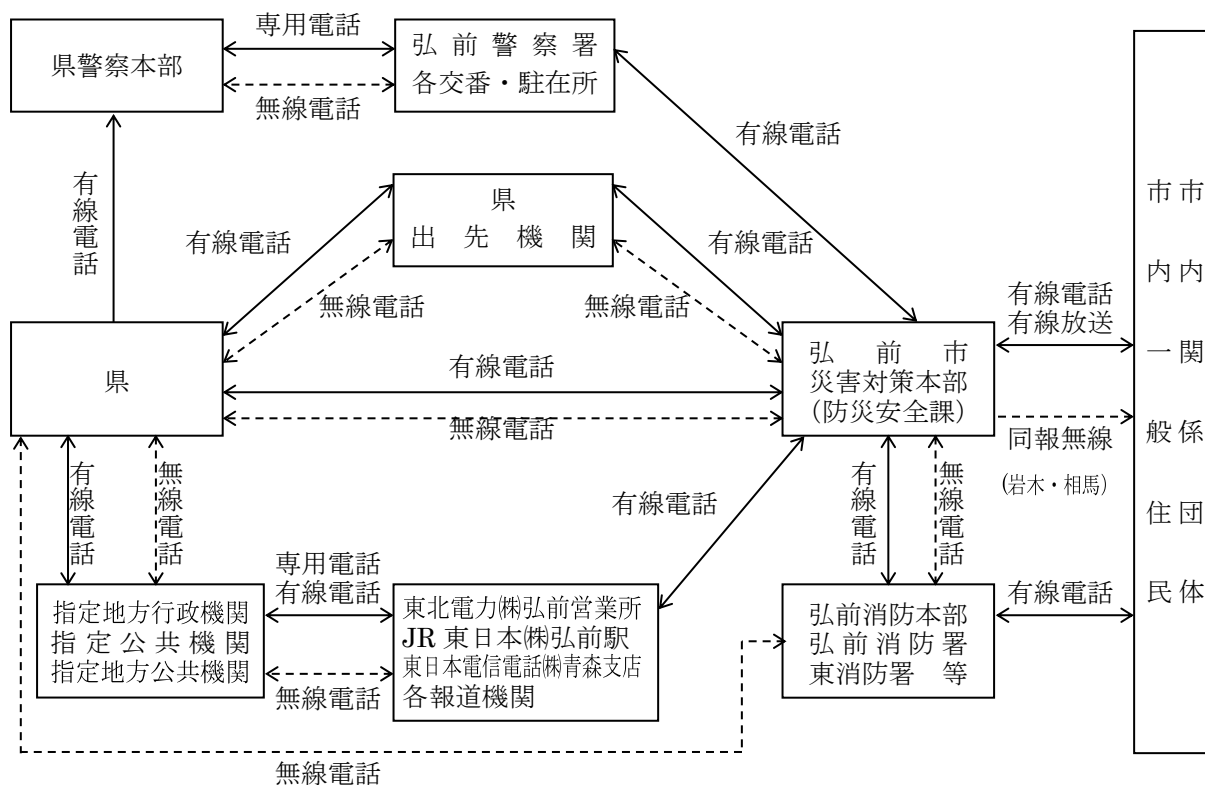 専用電話
県警察本部
弘前警察署
各交番・駐在所
無線電話
有線電話
有線電話
県
出先機関
有線電話
有線電話
無線電話
無線電話
市内一般住民
市内関係団体
有線電話
有線放送
県
有線電話
無線電話
弘前市
災害対策本部
(防災安全課)
同報無線
(岩木・相馬)
有線電話
無線電話
有線電話
有線電話
無線電話
専用電話
有線電話
指定地方行政機関
指定公共機関
指定地方公共機関
無線電話
東北電力㈱弘前営業所
JR東日本㈱弘前駅
東日本電信電話㈱青森支店
各報道機関
弘前消防本部
弘前消防署
東消防署 等
有線電話
無線電話